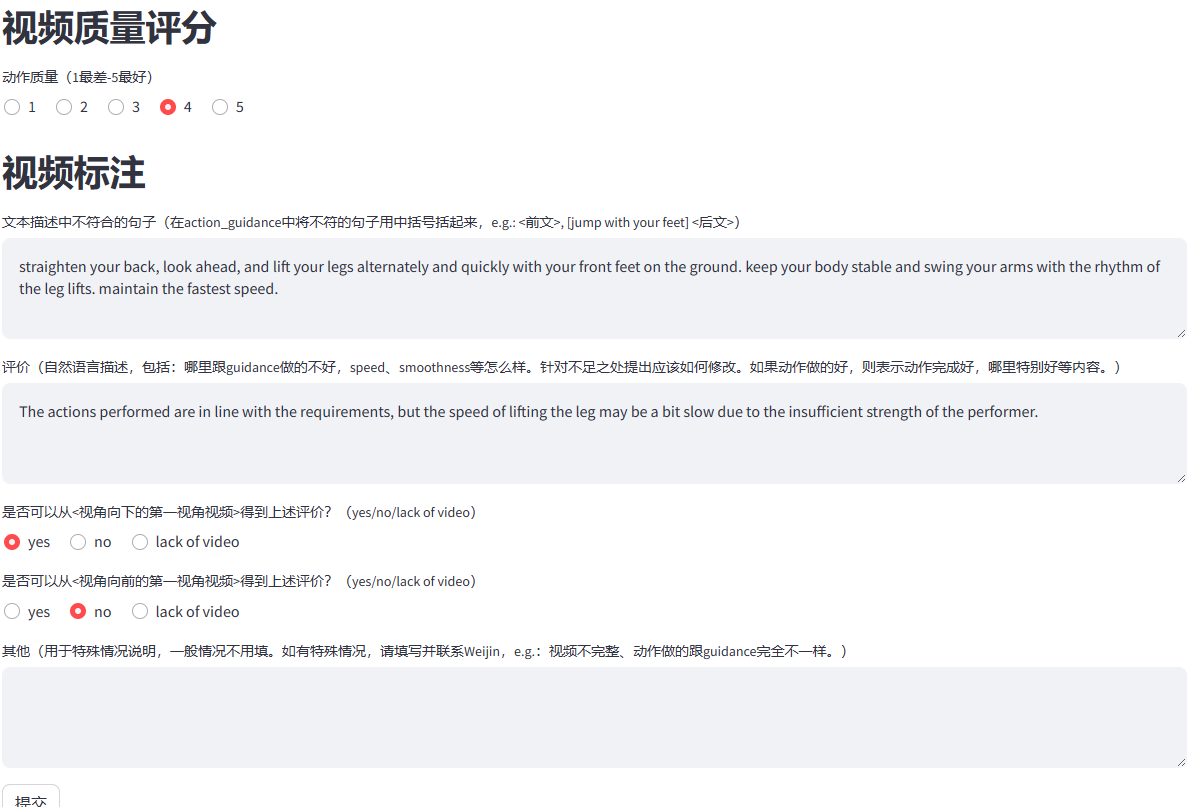 视频质量评分
动作质量（1最差-5最好）
1 2 3 4 5
视频标注
文本描述中不符合的句子（在action_guidance中将不符的句子用中括号括起来，e.g.: <前文>, [jump with your feet] <后文>）
straighten your back, look ahead, and lift your legs alternately and quickly with your front feet on the ground. keep your body stable and swing your arms with the rhythm of
the leg lifts. maintain the fastest speed.
评价（自然语言描述，包括：哪里跟guidance做的不好，speed、smoothness等怎么样。针对不足之处提出应该如何修改。如果动作做的好，则表示动作完成好，哪里特别好等内容。）
The actions performed are in line with the requirements, but the speed of lifting the leg may be a bit slow due to the insufficient strength of the performer.
是否可以从<视角向下的第一视角视频>得到上述评价？（yes/no/lack of video）
yes no lack of video
是否可以从<视角向前的第一视角视频>得到上述评价？（yes/no/lack of video）
yes no lack of video
其他（用于特殊情况说明，一般情况不用填。如有特殊情况，请填写并联系Weijin，e.g.：视频不完整、动作做的跟guidance完全不一样。）
提交